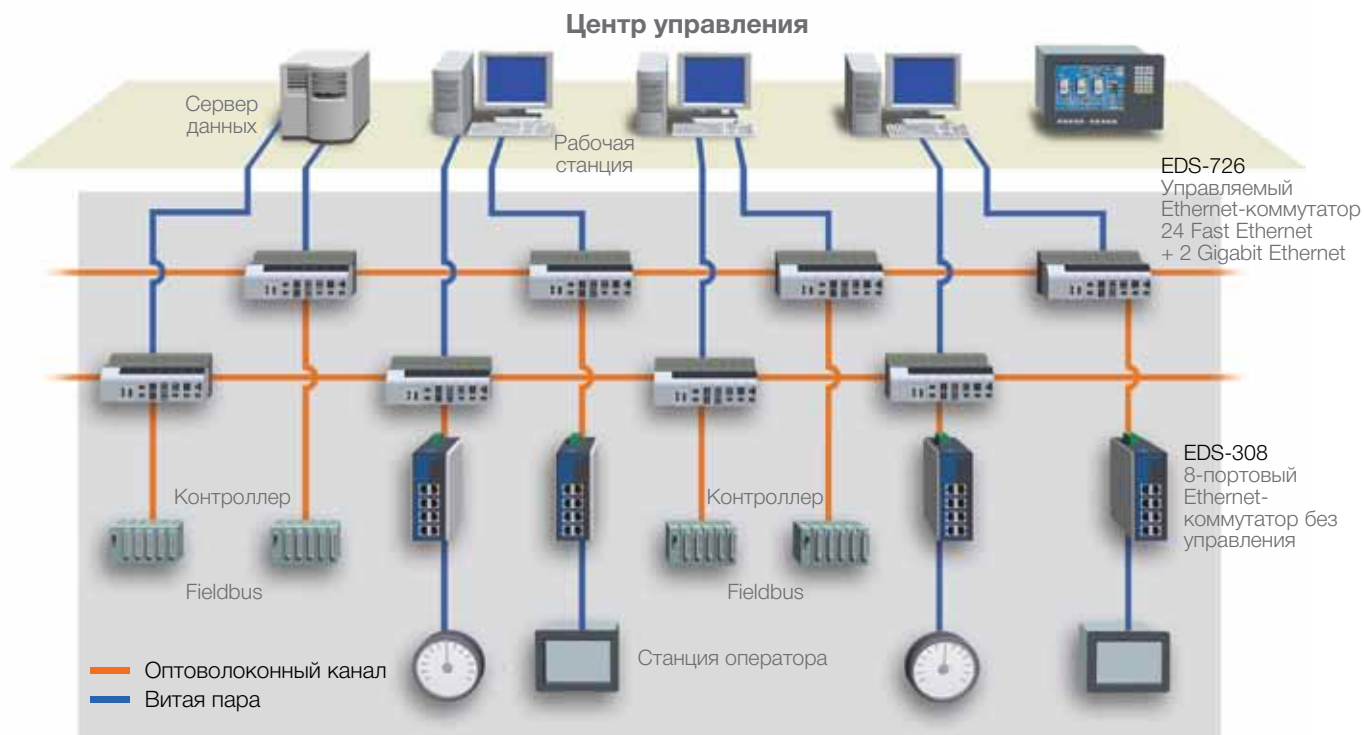 Центр управления
Сервер
данных
Рабочая
станция
EDS-726
Управляемый
Ethernet-коммутатор
24 Fast Ethernet
+ 2 Gigabit Ethernet
EDS-308
8-портовый
Ethernet-
коммутатор без
управления
Контроллер
Контроллер
Fieldbus
Fieldbus
Станция оператора
Оптоволоконный канал
Витая пара